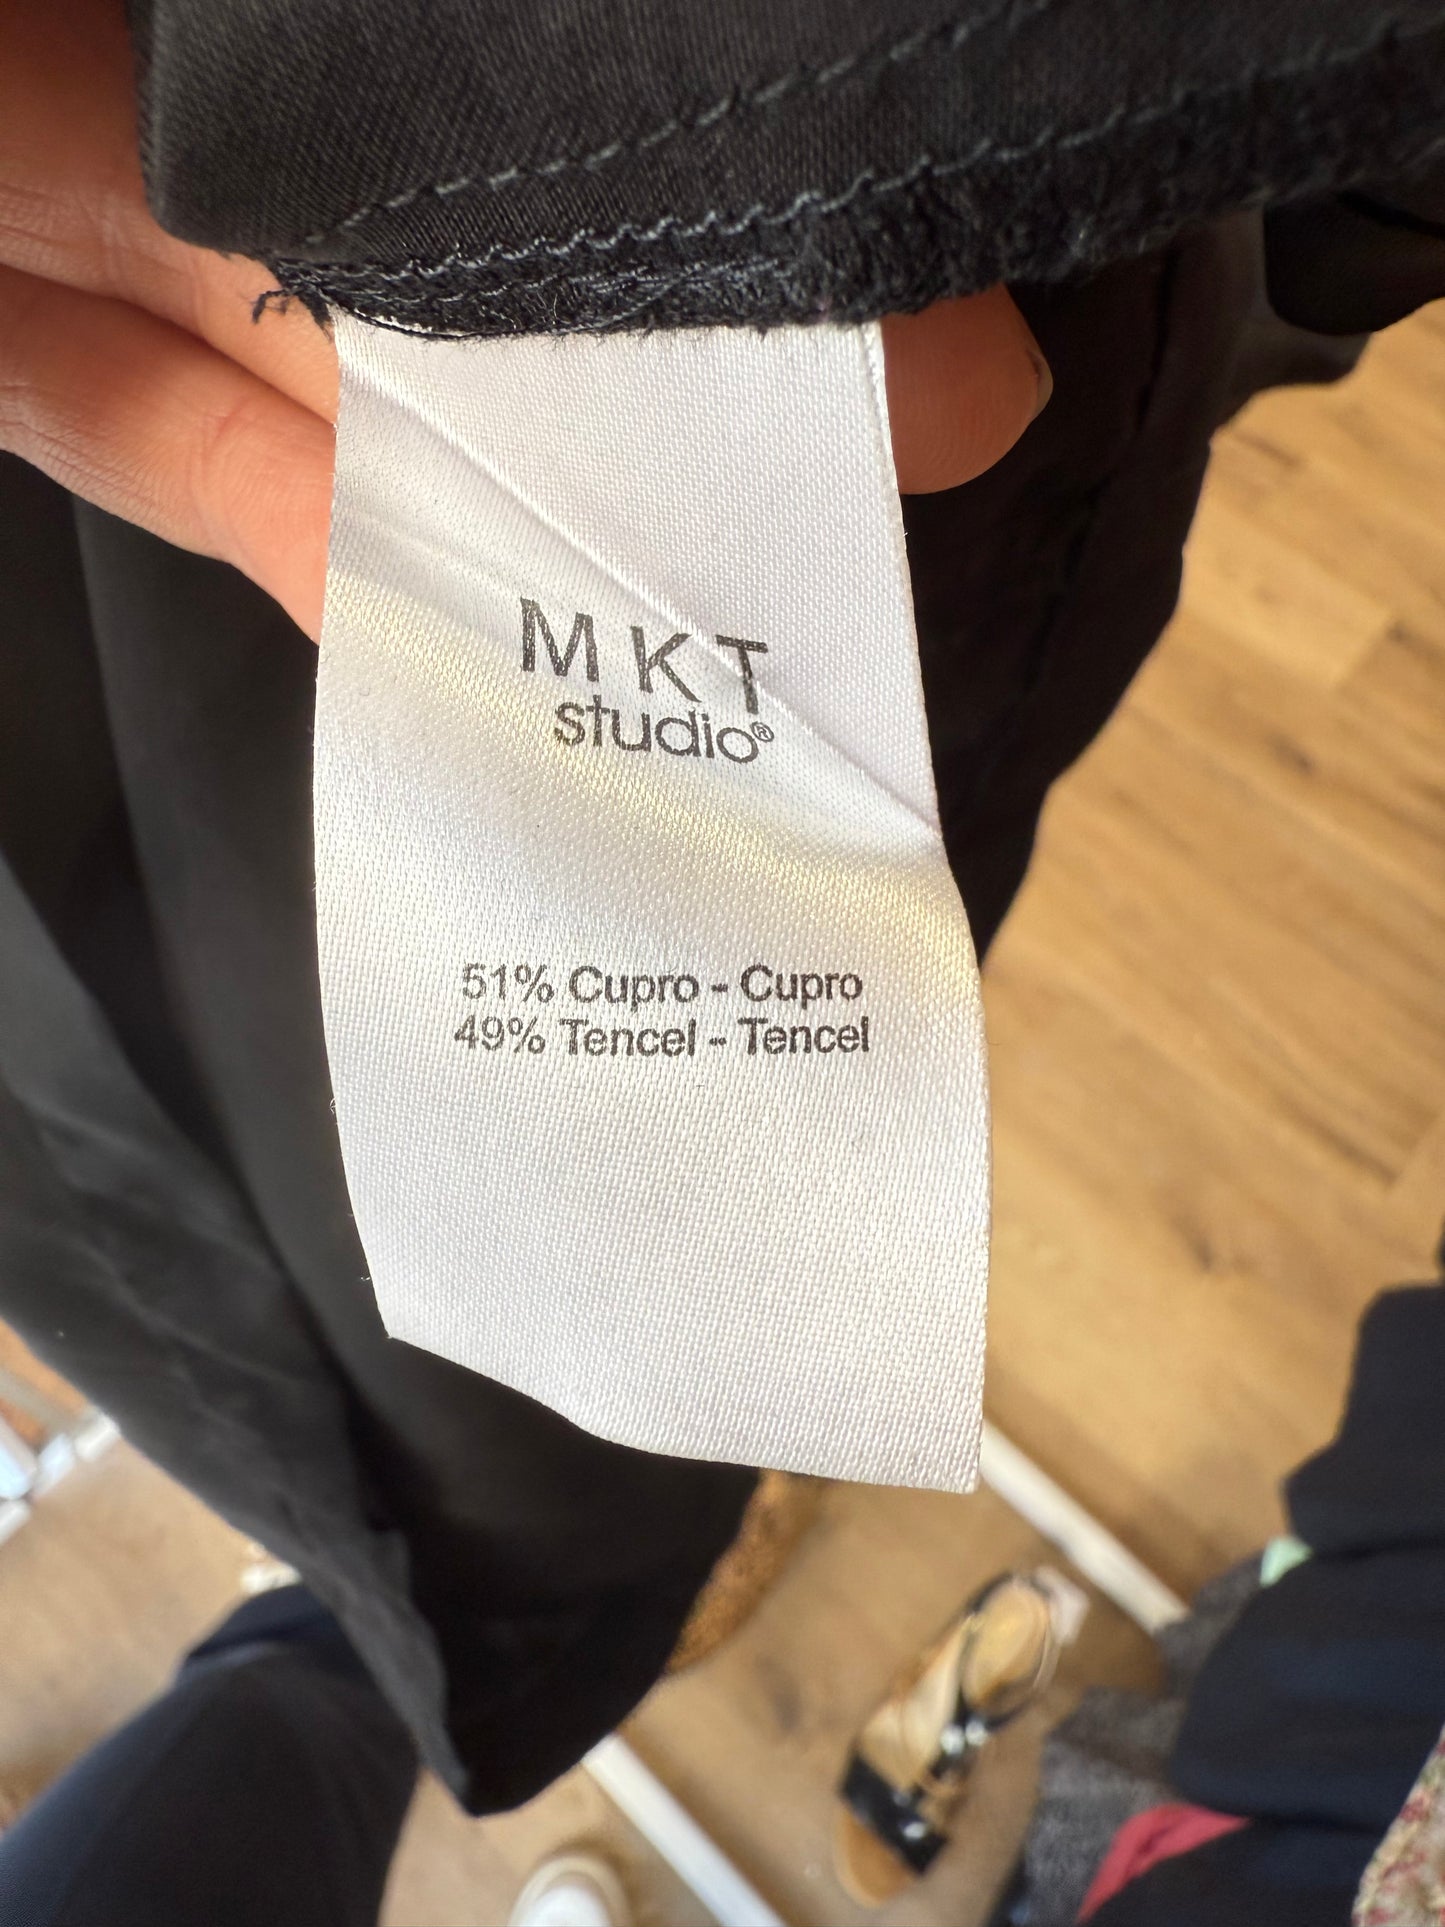 MKT
studio®
51% Cupro - Cupro
49% Tencel - Tencel